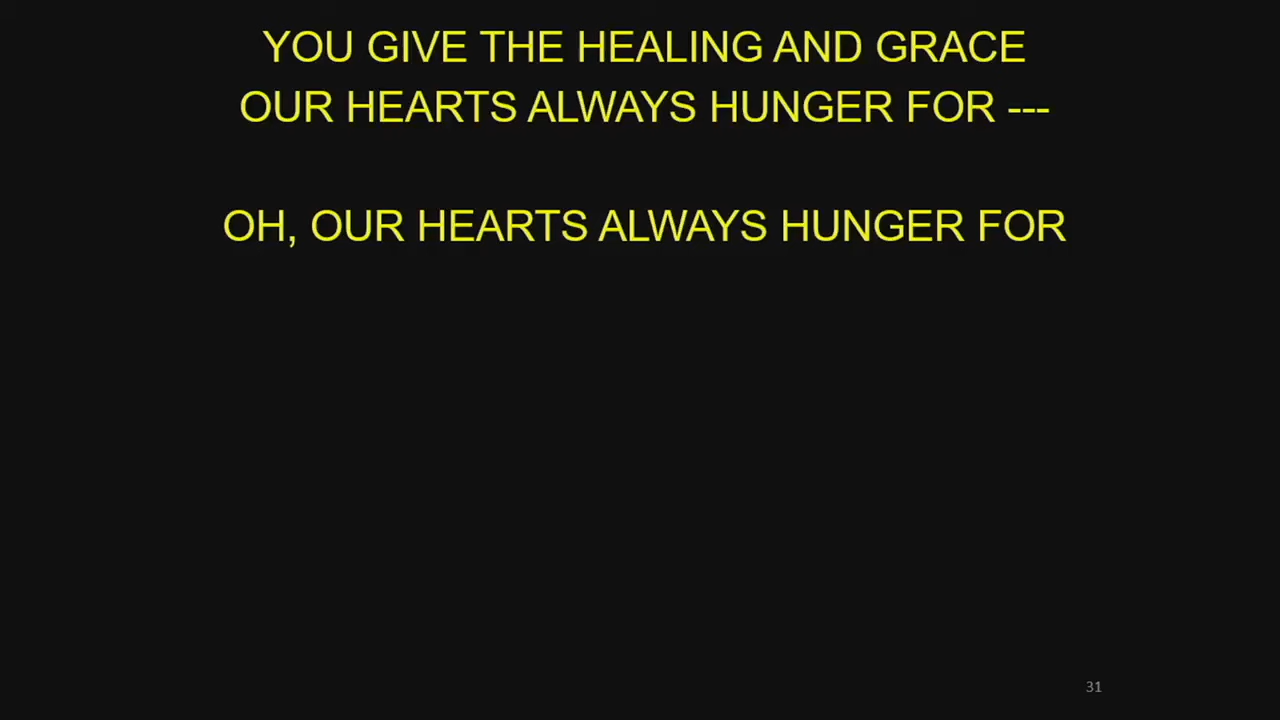 YOU GIVE THE HEALING AND GRACE
OUR HEARTS ALWAYS HUNGER FOR ---
OH, OUR HEARTS ALWAYS HUNGER FOR
31